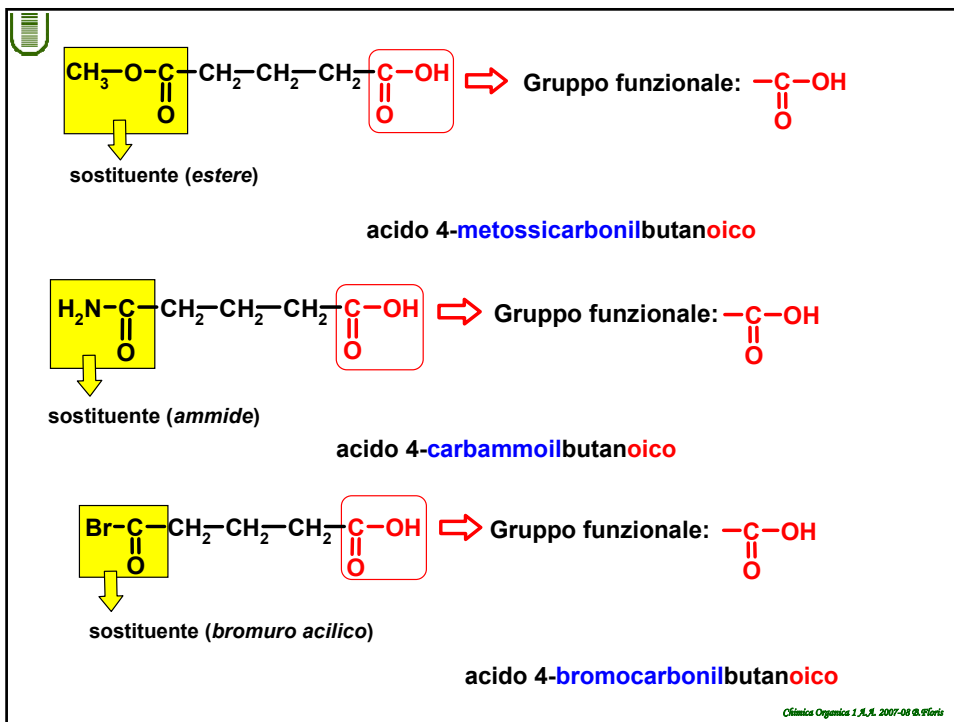 CH3—O—C—CH2—CH2—CH2—C—OH Gruppo funzionale: —C—OH
O O O
sostituente (estere)
acido 4-metossicarbonilbutanoico
H2N—C—CH2—CH2—CH2—C—OH Gruppo funzionale: —C—OH
O O O
sostituente (ammide)
acido 4-carbammoilbutanoico
Br—C—CH2—CH2—CH2—C—OH Gruppo funzionale: —C—OH
O O O
sostituente (bromuro acilico)
acido 4-bromocarbonilbutanoico
Chimica Organica 1 A.A. 2007-08 B.Floris